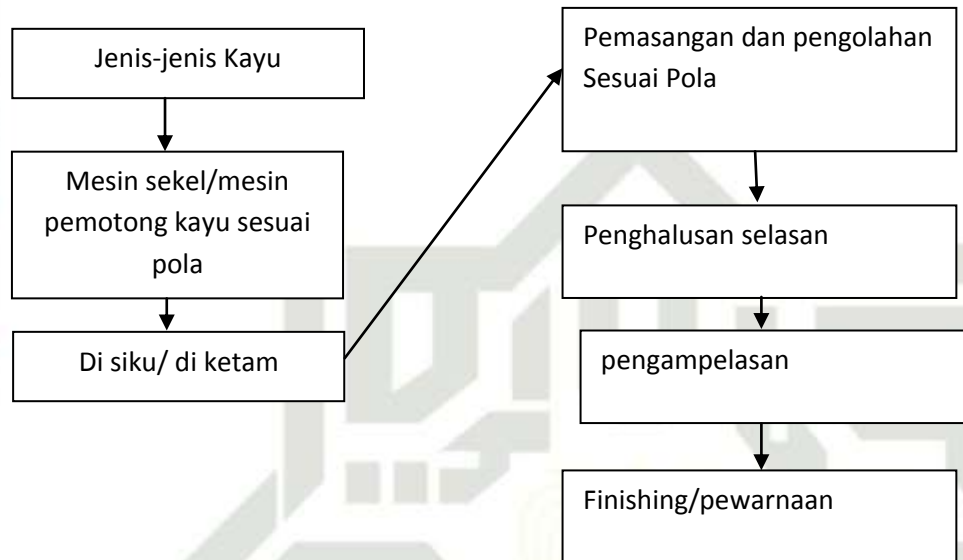 Jenis-jenis Kayu
Mesin sekel/mesin
pemotong kayu sesuai
pola
Di siku/ di ketam
Pemasangan dan pengolahan
Sesuai Pola
Penghalusan selasan
pengampelasan
Finishing/pewarnaan